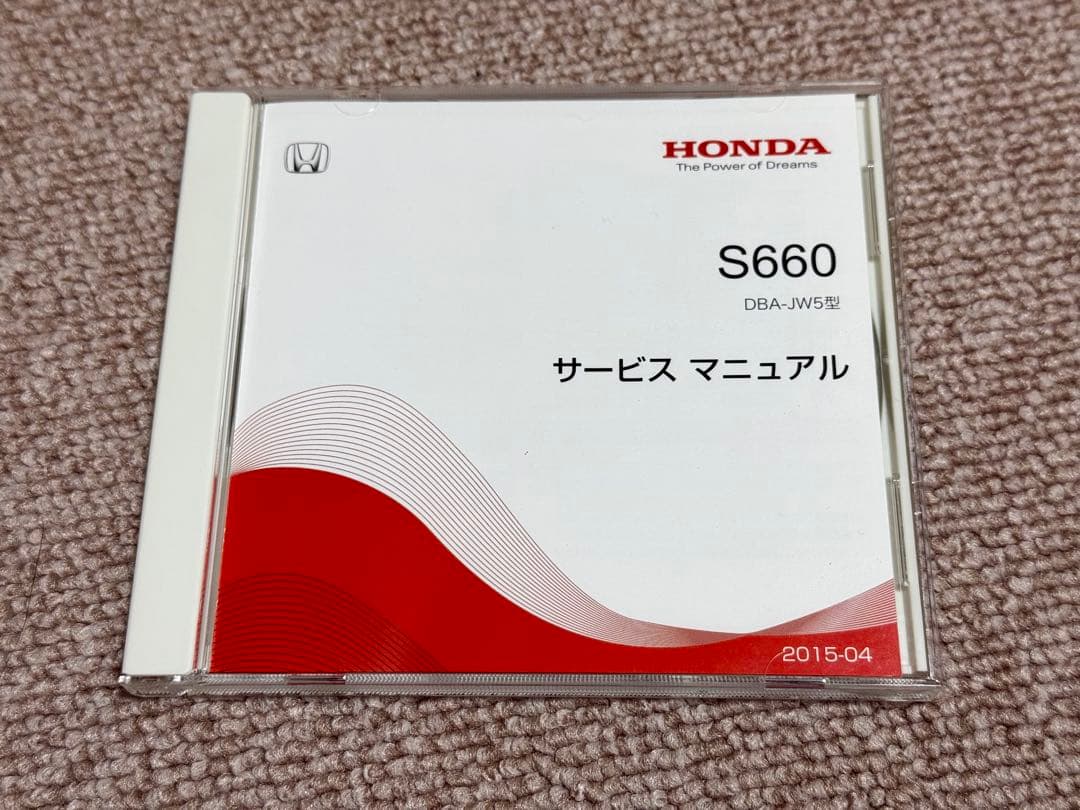 HONDA
The Power of Dreams
S660
DBA-JW5型
サービス マニュアル
2015-04